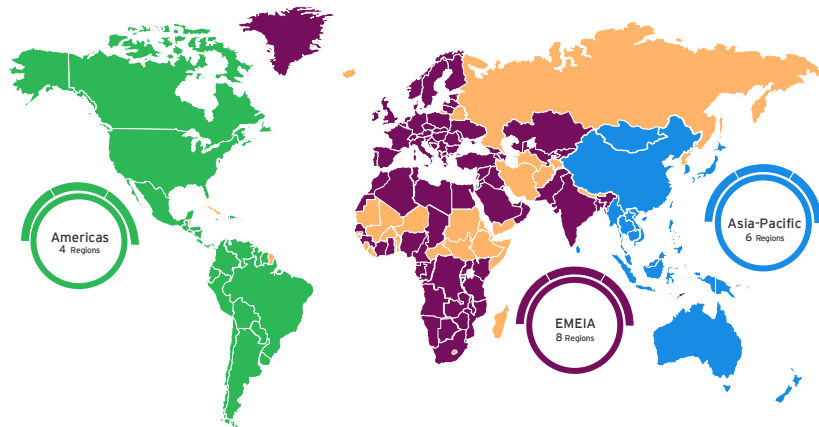 Americas
4 Regions
EMEIA
8 Regions
Asia-Pacific
6 Regions